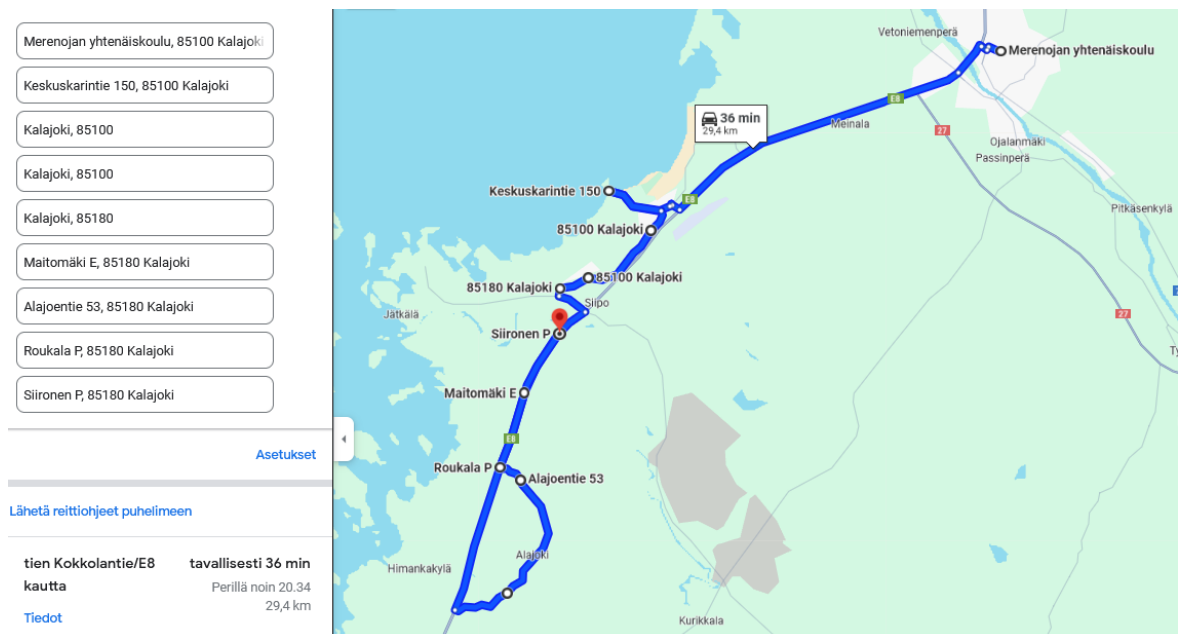 Merenojan yhtenäiskoulu, 85100 Kalajoki
Keskuskarintie 150, 85100 Kalajoki
Kalajoki, 85100
Kalajoki, 85100
Kalajoki, 85180
Maitomäki E, 85180 Kalajoki
Alajoentie 53, 85180 Kalajoki
Roukala P, 85180 Kalajoki
Siironen P, 85180 Kalajoki
Asetukset
Lähetä reittiohjeet puhelimeen
tien Kokkolantie/E8 tavallisesti 36 min
kautta Perillä noin 20.34
29,4 km
Tiedot
Vetoniemenperä
Merenojan yhtenäiskoulu
E8
36 min
29,4 km
Meinala
27
Ojalanmäki
Passinperä
Keskuskarintie 150
E8
Pitkäsenkylä
85100 Kalajoki
85100 Kalajoki
85180 Kalajoki
Siipo
Jätkälä
27
Siironen P
Ty
Maitomäki E
E8
Roukala P
Alajoentie 53
Alajoki
Himankakylä
Kurikkala